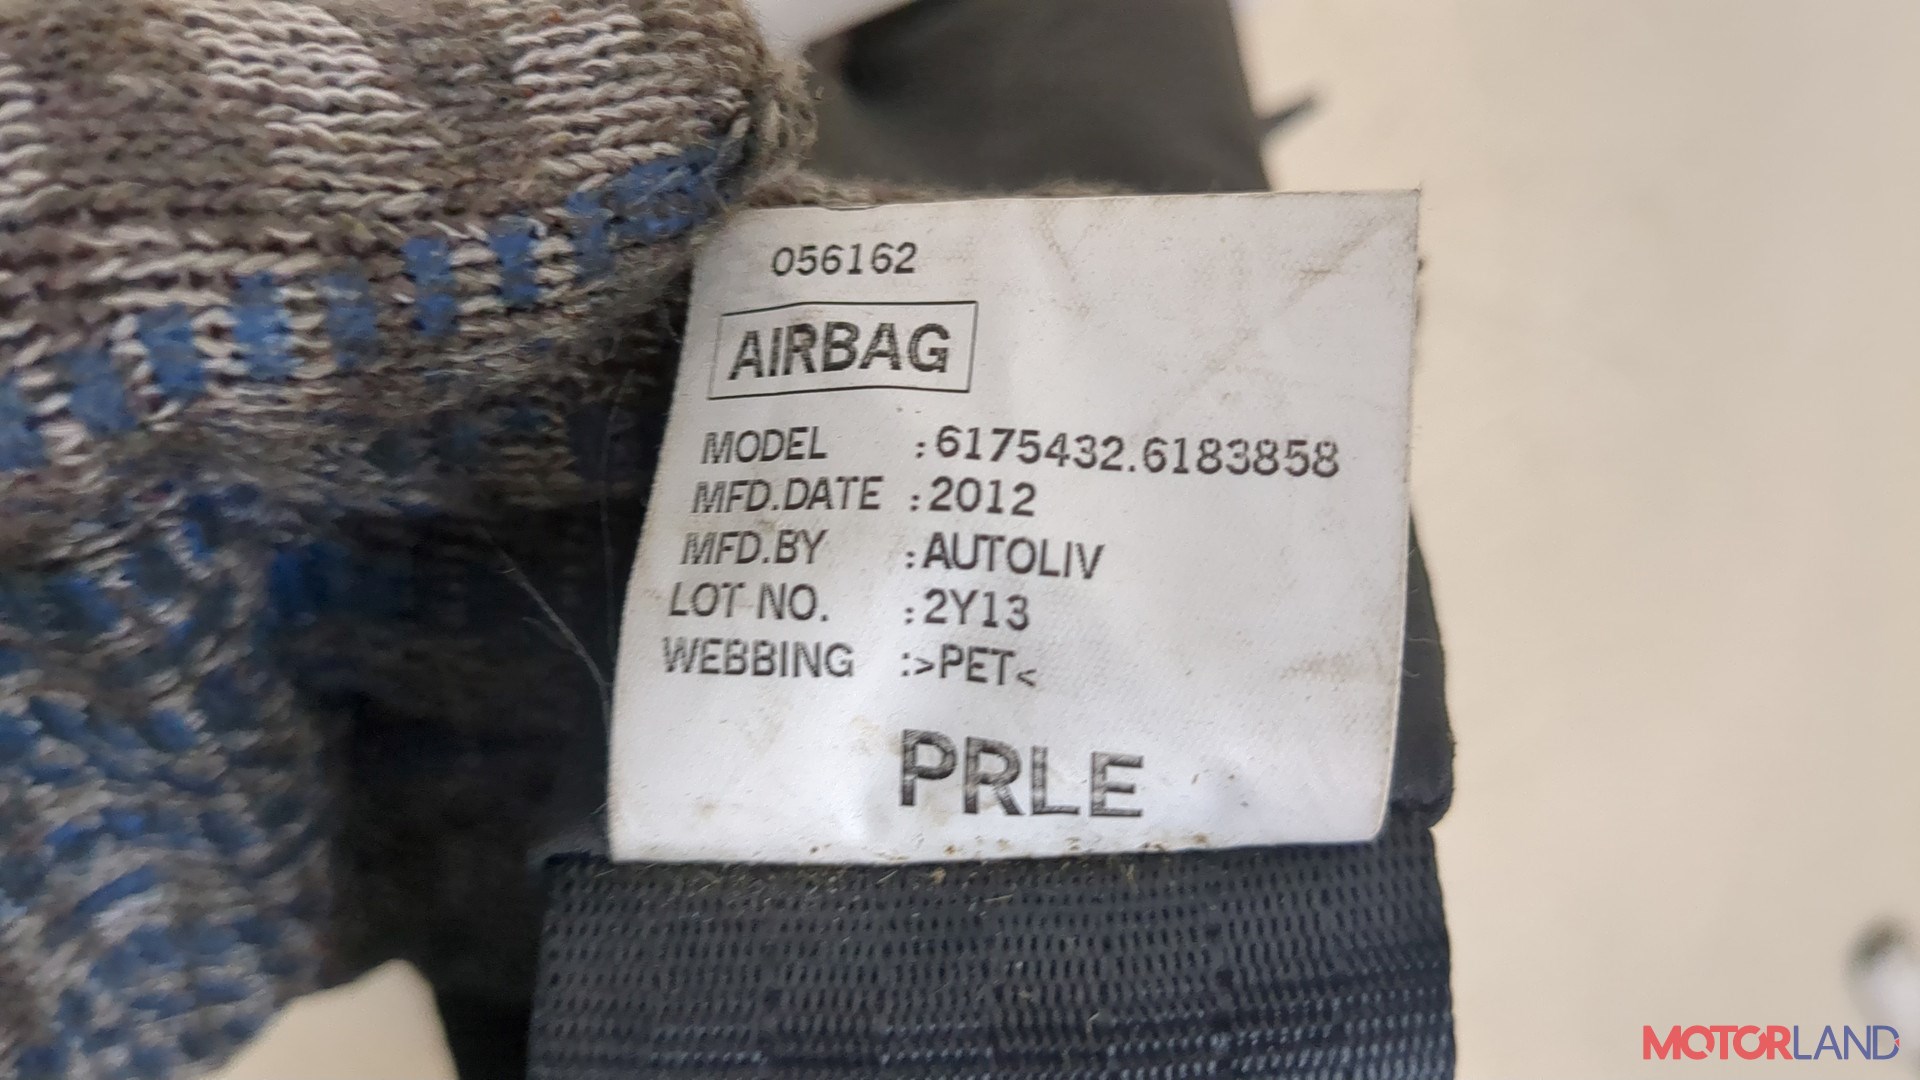 056162
AIRBAG
MODEL :6175432.6183858
MFD.DATE :2012
MFD.BY :AUTOLIV
LOT NO. :2Y13
WEBBING :>PET<
PRLE
MOTORLAND